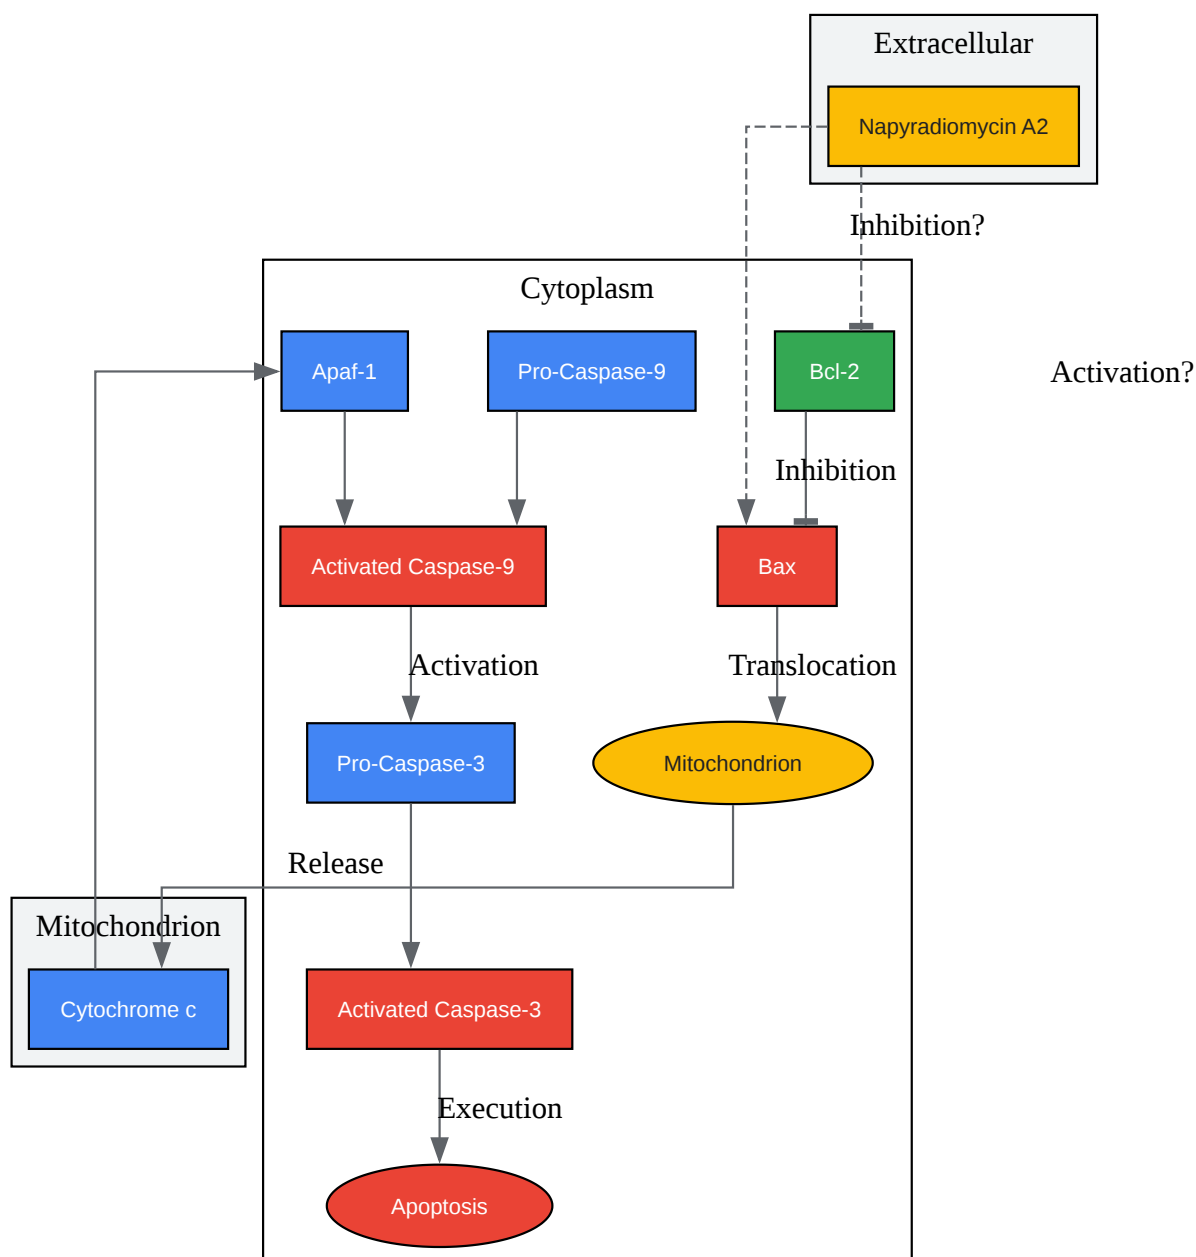 Extracellular
Napyradiomycin A2
Inhibition?
Cytoplasm
Apaf-1
Pro-Caspase-9
Bcl-2
Activation?
Inhibition
Activated Caspase-9
Bax
Activation
Translocation
Pro-Caspase-3
Mitochondrion
Release
Mitochondrion
Cytochrome c
Activated Caspase-3
Execution
Apoptosis